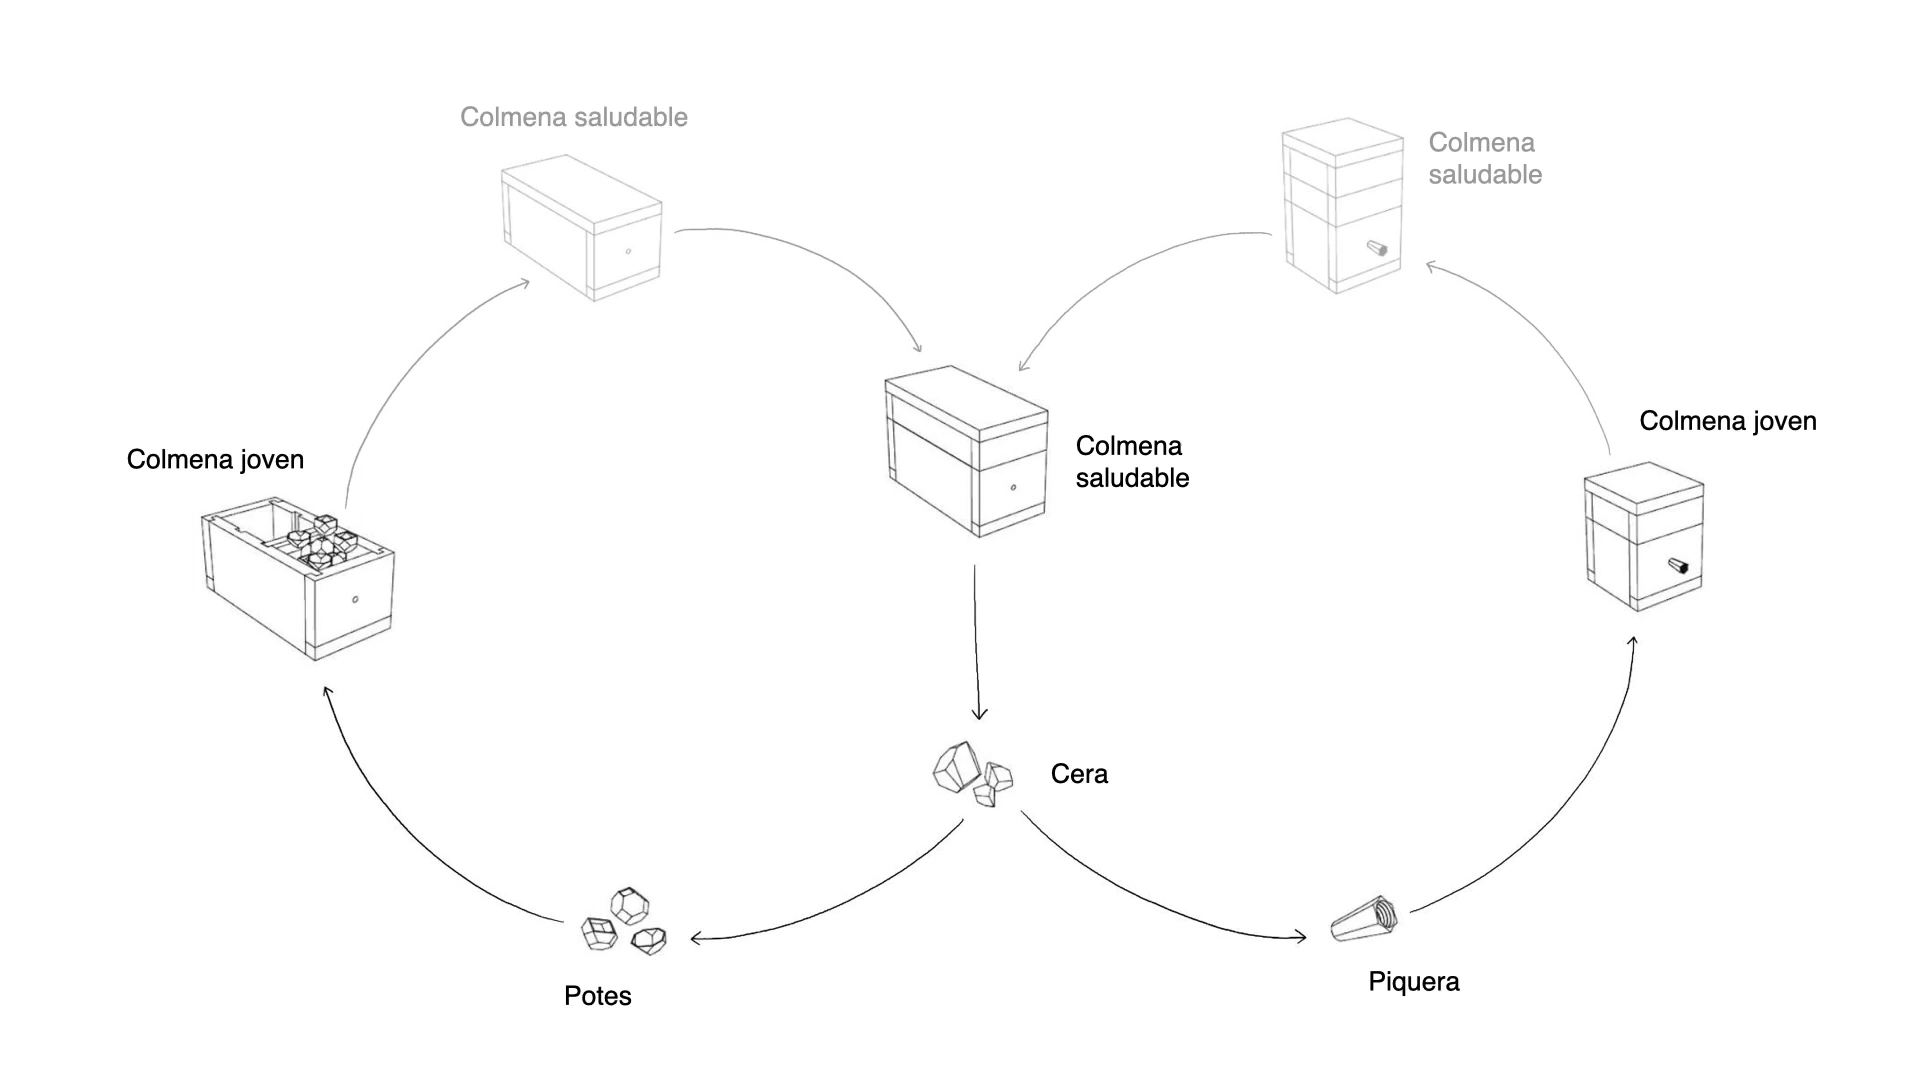 Colmena saludable
Colmena
saludable
Colmena joven
Colmena joven
Colmena
saludable
Cera
Potes
Piquera